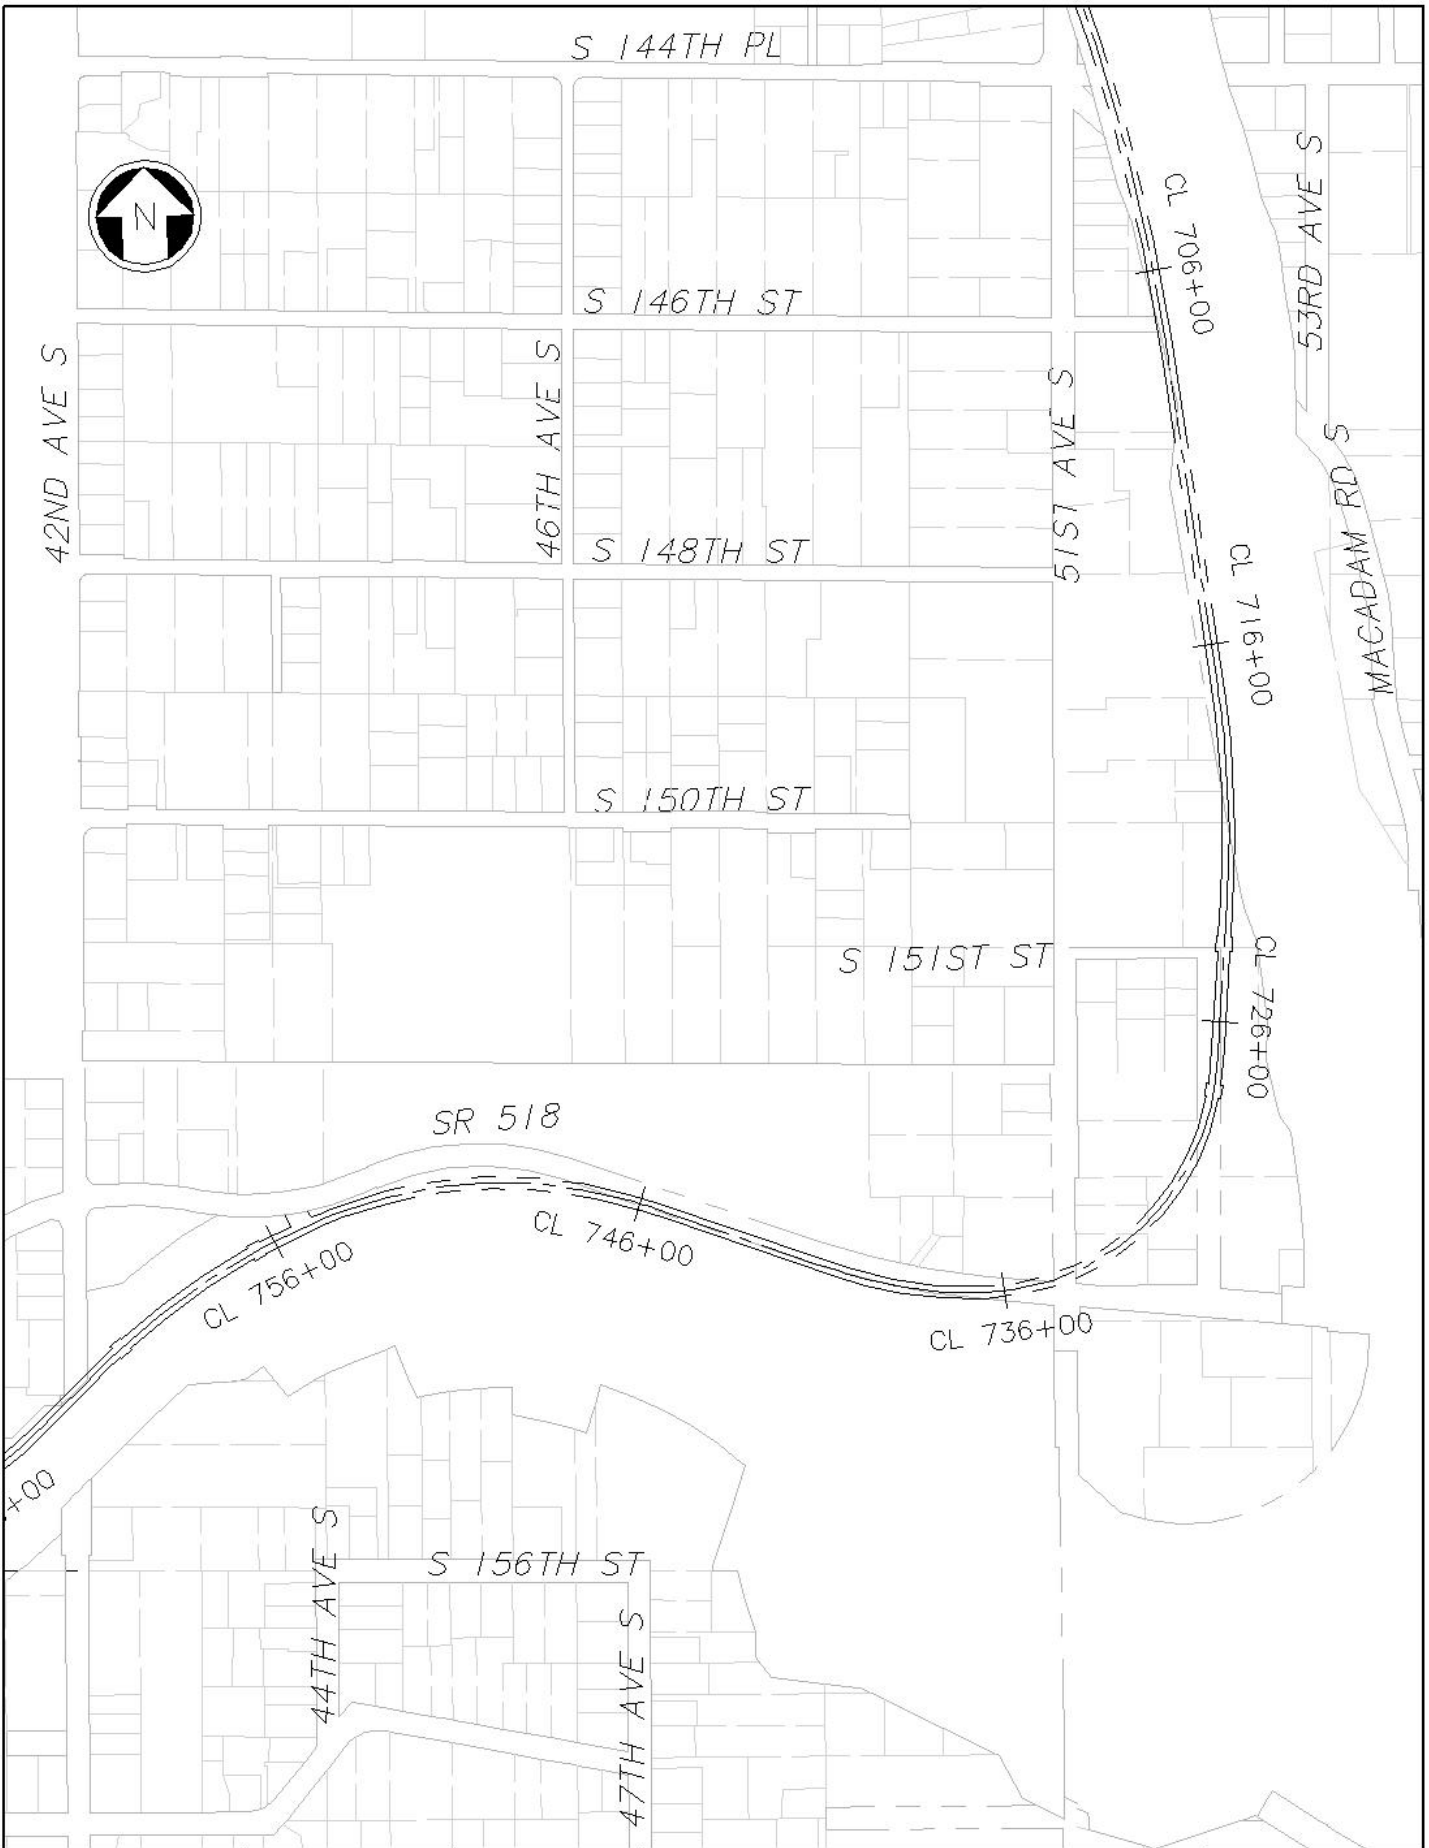 S 144TH PL
N
CL 706+00
53RD AVE S
S 146TH ST
42ND AVE S
46TH AVE S
51ST AVE S
MACADAM RD S
S 148TH ST
CL 716+00
S 150TH ST
S 151ST ST
CL 726+00
SR 518
CL 746+00
CL 756+00
CL 736+00
+00
44TH AVE S
S 156TH ST
47TH AVE S